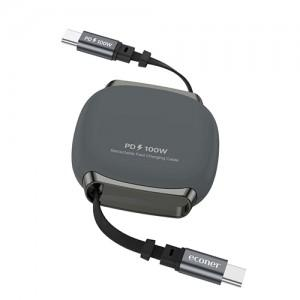 PD⚡100W
PD⚡100W
Retractable Fast Charging Cable
econer